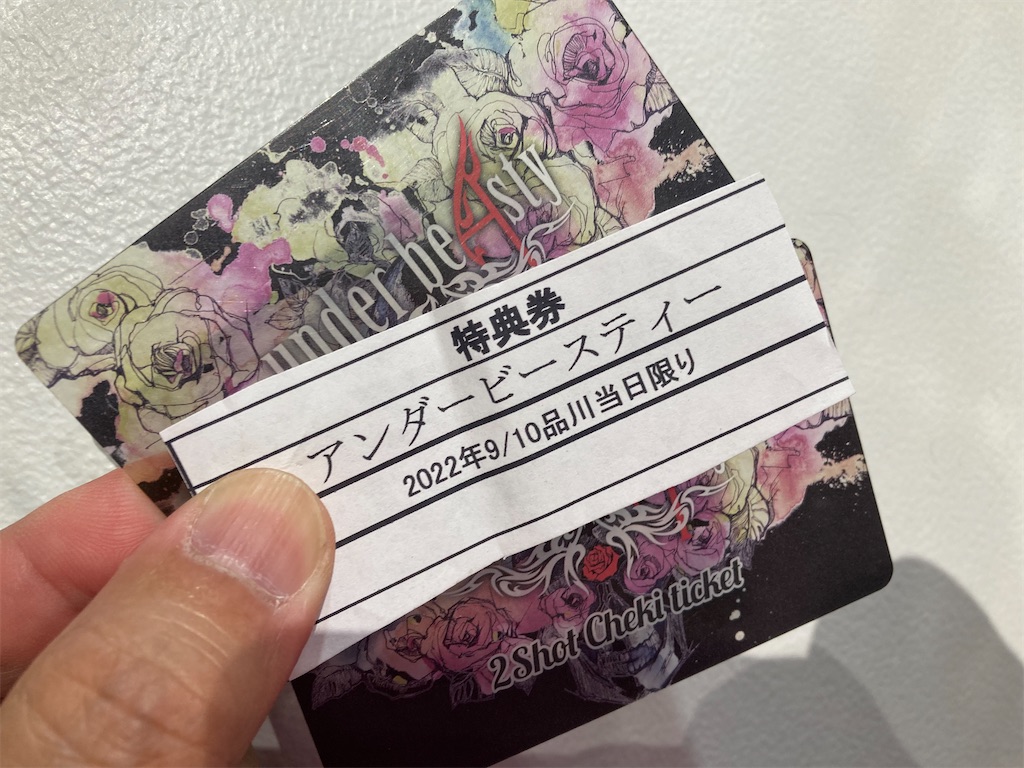 under beAsty
特典券
アンダービースティー
2022年9/10品川当日限り
2 Shot Cheki ticket